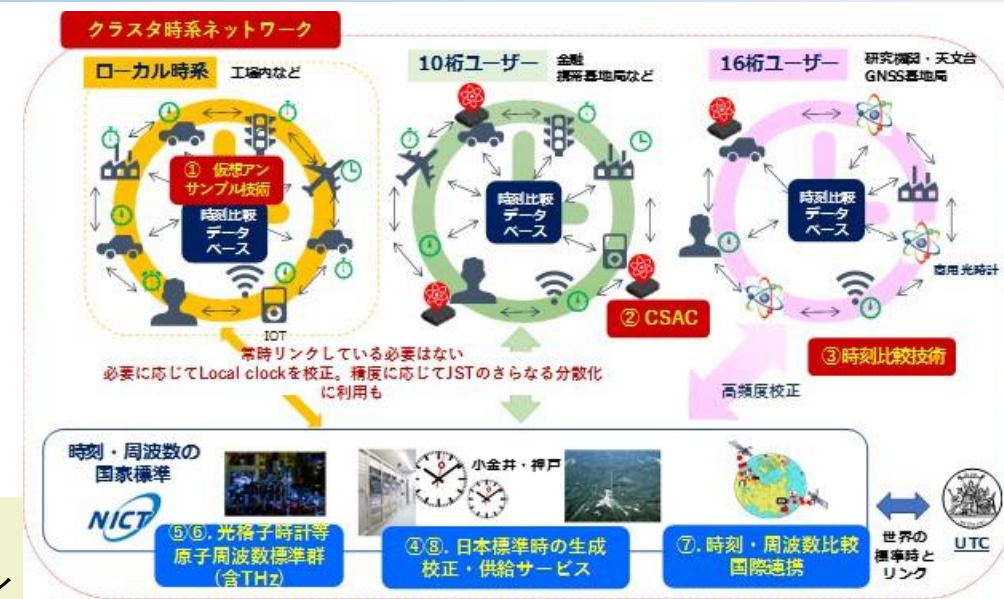 クラスタ時系ネットワーク
ローカル時系
工場内など
① 仮想アン
サンブル技術
時刻比較
データ
ベース
IOT
10桁ユーザー
金融
携帯基地局など
時刻比較
データ
ベース
② CSAC
16桁ユーザー
研究機関・天文台
GNSS基地局
時刻比較
データ
ベース
商用光時計
③時刻比較技術
常時リンクしている必要はない
必要に応じてLocal clockを校正。精度に応じてJSTのさらなる分散化
に利用も
高頻度校正
時刻・周波数の
国家標準
NICT
⑤⑥. 光格子時計等
原子周波数標準群
(含THz)
小金井・神戸
④⑧. 日本標準時の生成
校正・供給サービス
⑦. 時刻・周波数比較
国際連携
世界の
標準時と
リンク
UTC